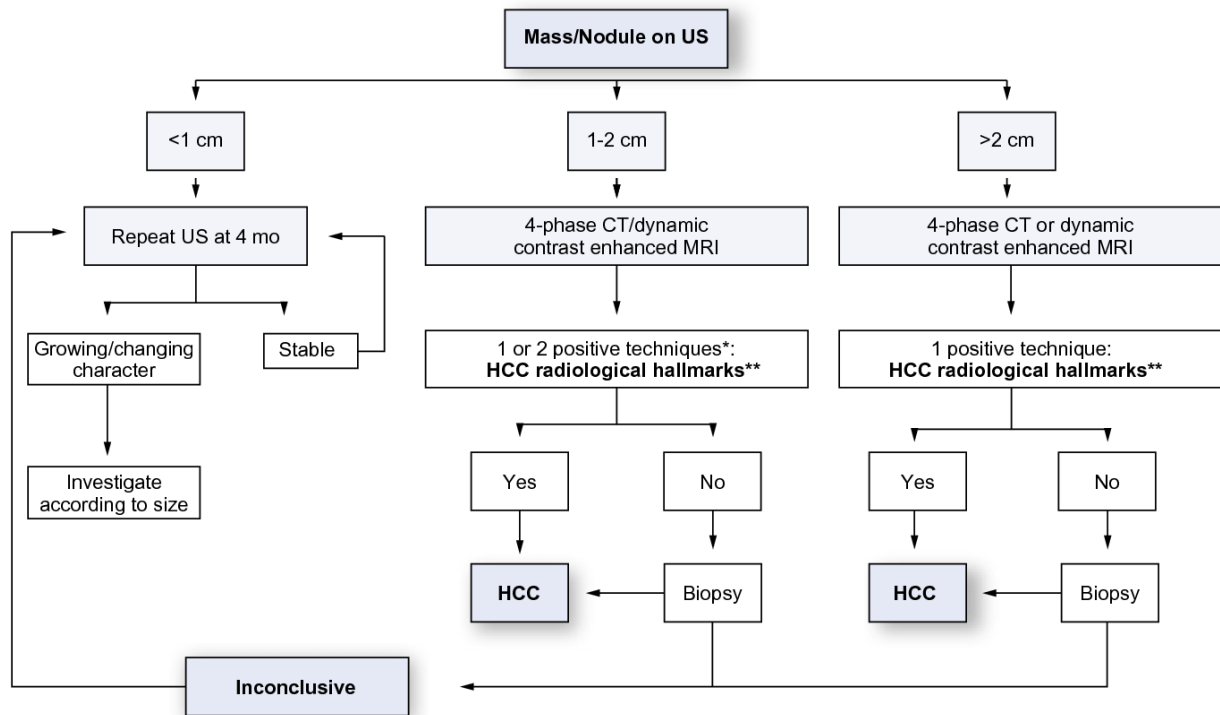 Mass/Nodule on US
<1 cm
1-2 cm
>2 cm
Repeat US at 4 mo
4-phase CT/dynamic
contrast enhanced MRI
4-phase CT or dynamic
contrast enhanced MRI
Growing/changing
character
Stable
1 or 2 positive techniques*:
HCC radiological hallmarks**
1 positive technique:
HCC radiological hallmarks**
Investigate
according to size
Yes
No
Yes
No
HCC
Biopsy
HCC
Biopsy
Inconclusive